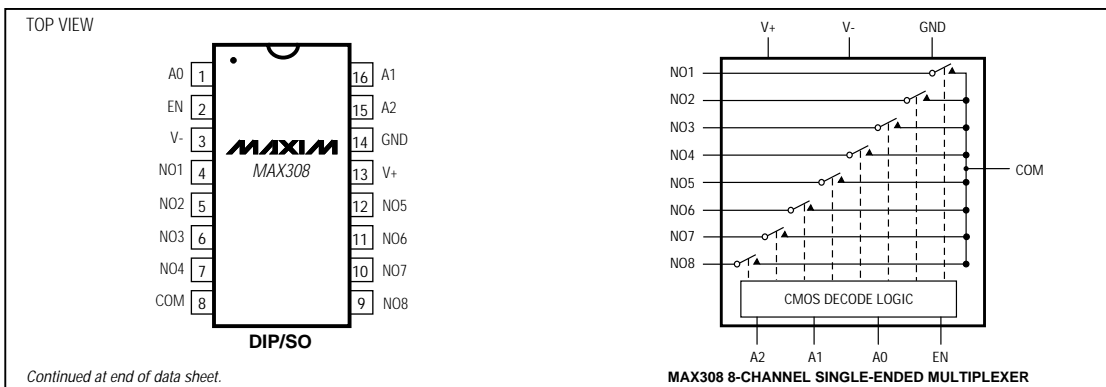 TOP VIEW
A0 1
EN 2
V- 3
NO1 4
NO2 5
NO3 6
NO4 7
COM 8
MAXIM
MAX308
16 A1
15 A2
14 GND
13 V+
12 NO5
11 NO6
10 NO7
9 NO8
DIP/SO
Continued at end of data sheet.
V+ V- GND
NO1
NO2
NO3
NO4
NO5
NO6
NO7
NO8
COM
CMOS DECODE LOGIC
A2 A1 A0 EN
MAX308 8-CHANNEL SINGLE-ENDED MULTIPLEXER